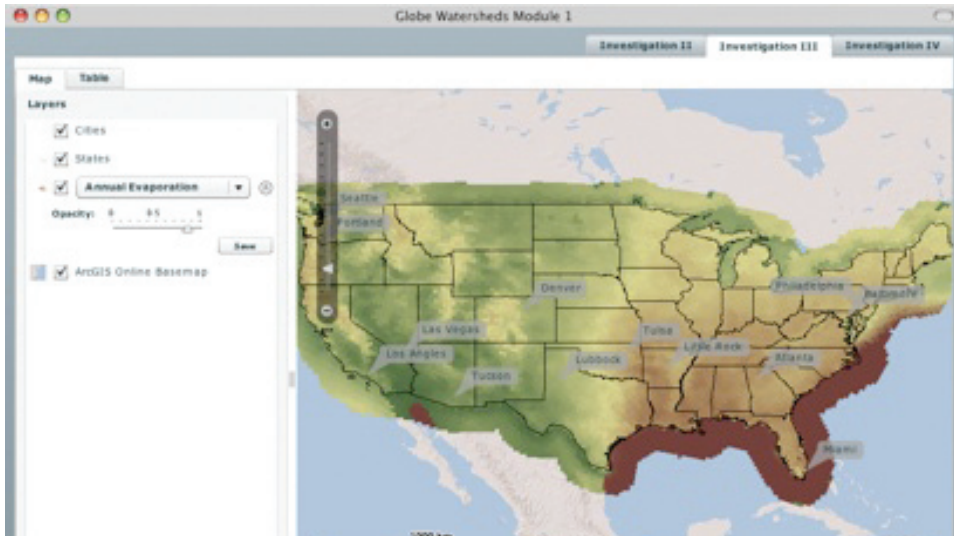 Globe Watersheds Module 1
Investigation II
Investigation III
Investigation IV
Map
Table
Layers
Cities
States
Annual Evaporation
Opacity: 0 0.5 1
Save
ArcGIS Online Basemap
Seattle
Portland
Denver
Philadelphia
Las Vegas
Tulsa
Los Angles
Little Rock
Lubbock
Atlanta
Tucson
Miami